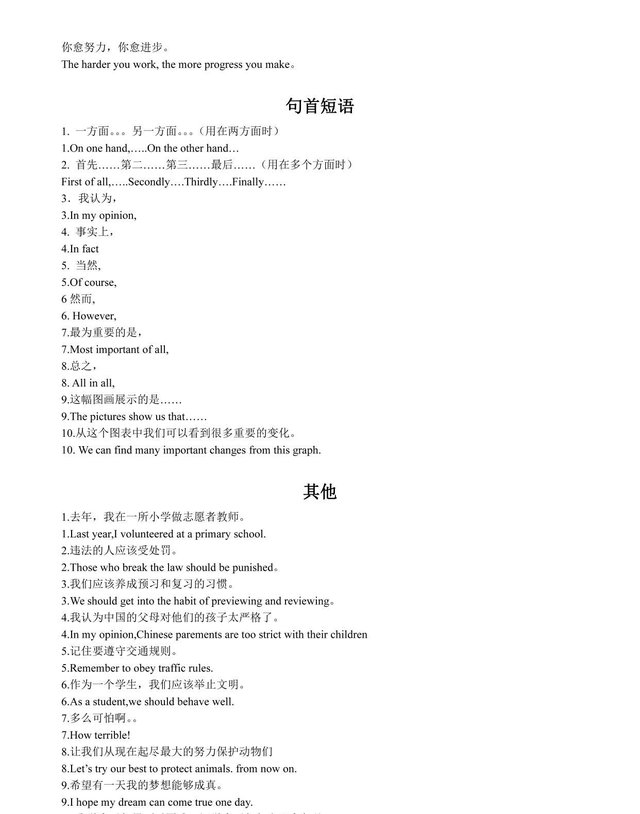 你愈努力，你愈进步。
The harder you work, the more progress you make。
句首短语
1. 一方面。。。另一方面。。。（用在两方面时）
1.On one hand,…..On the other hand…
2. 首先……第二……第三……最后……（用在多个方面时）
First of all,…..Secondly….Thirdly….Finally……
3．我认为，
3.In my opinion,
4. 事实上，
4.In fact
5. 当然,
5.Of course,
6 然而,
6. However,
7.最为重要的是，
7.Most important of all,
8.总之，
8. All in all,
9.这幅图画展示的是……
9.The pictures show us that……
10.从这个图表中我们可以看到很多重要的变化。
10. We can find many important changes from this graph.
其他
1.去年，我在一所小学做志愿者教师。
1.Last year,I volunteered at a primary school.
2.违法的人应该受处罚。
2.Those who break the law should be punished。
3.我们应该养成预习和复习的习惯。
3.We should get into the habit of previewing and reviewing。
4.我认为中国的父母对他们的孩子太严格了。
4.In my opinion,Chinese parements are too strict with their children
5.记住要遵守交通规则。
5.Remember to obey traffic rules.
6.作为一个学生，我们应该举止文明。
6.As a student,we should behave well.
7.多么可怕啊。。
7.How terrible!
8.让我们从现在起尽最大的努力保护动物们
8.Let’s try our best to protect animals. from now on.
9.希望有一天我的梦想能够成真。
9.I hope my dream can come true one day.